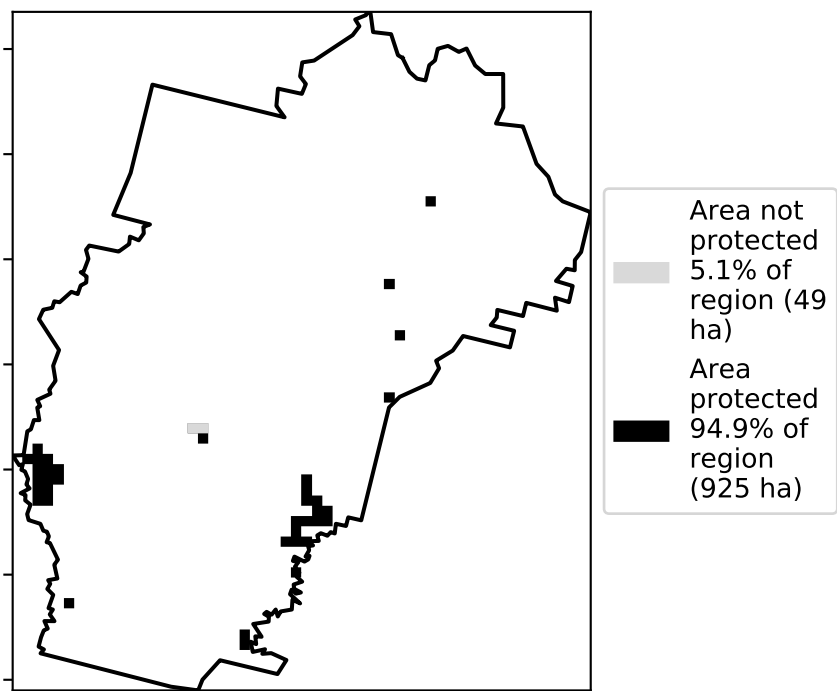 Area not
protected
5.1% of
region (49
ha)
Area
protected
94.9% of
region
(925 ha)